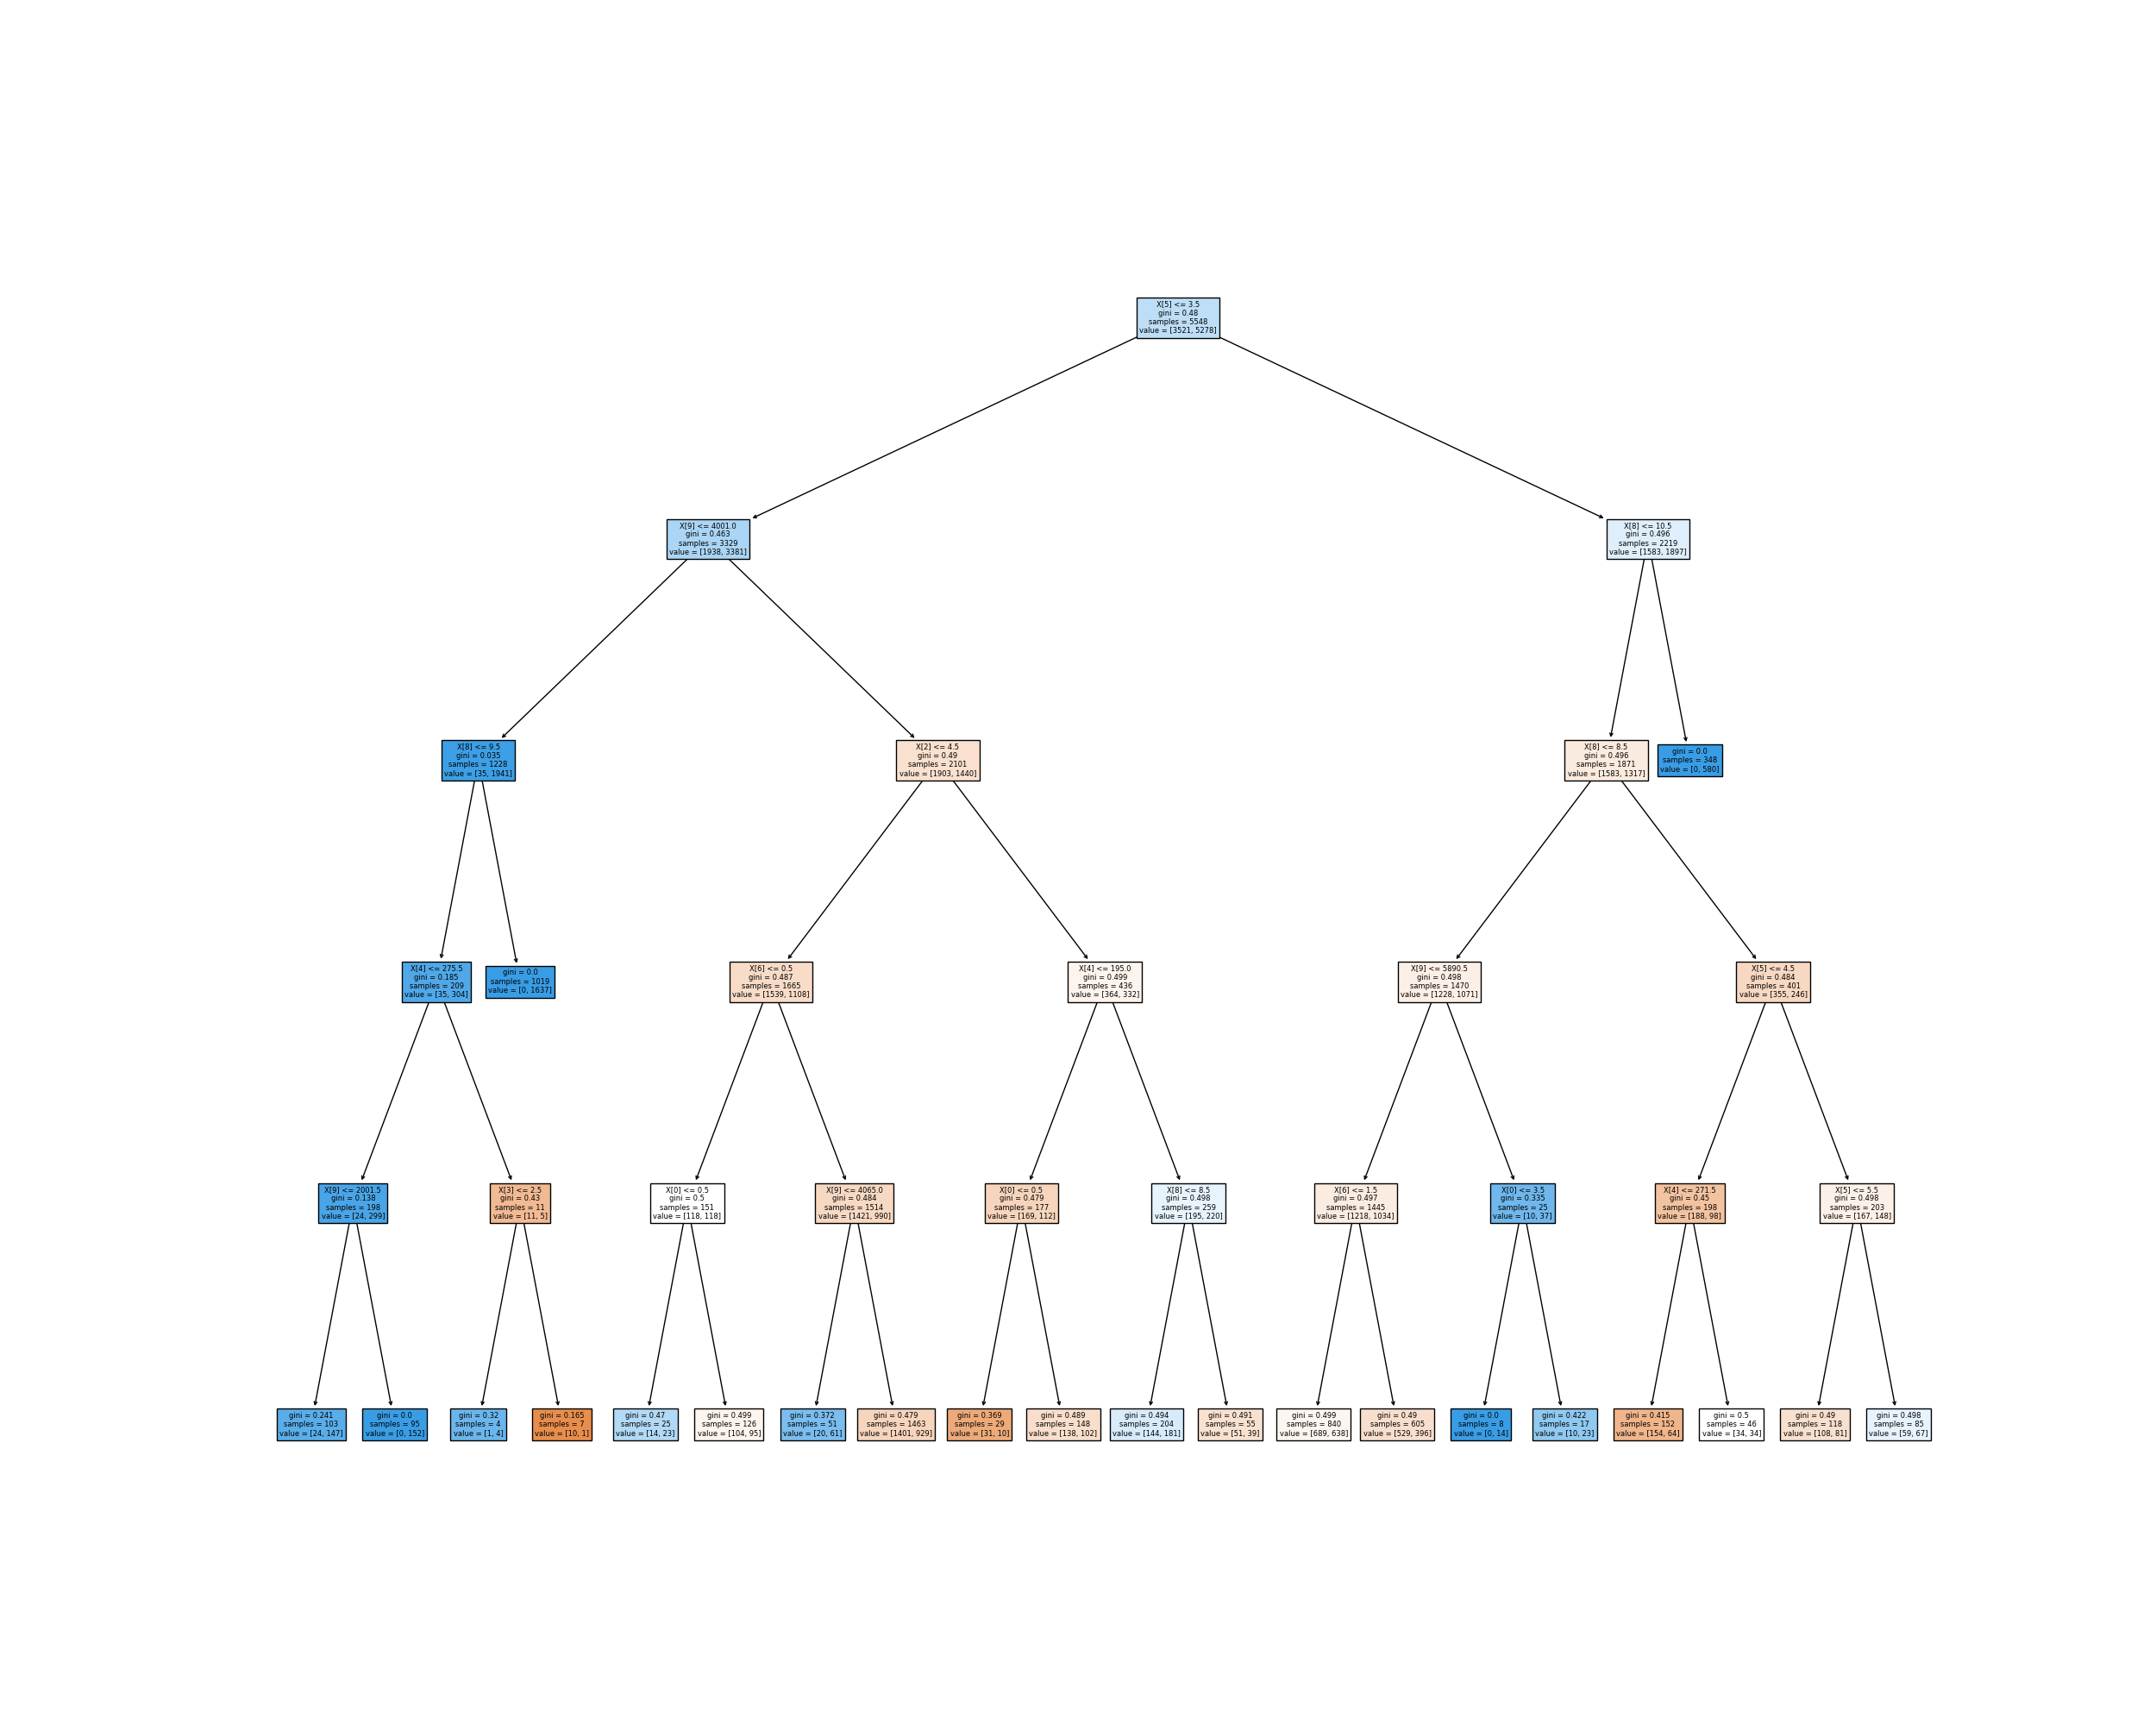 X[5] <= 3.5
gini = 0.48
samples = 5548
value = [3521, 5278]
X[9] <= 4001.0
gini = 0.463
samples = 3329
value = [1938, 3381]
X[8] <= 10.5
gini = 0.496
samples = 2219
value = [1583, 1897]
X[8] <= 9.5
gini = 0.035
samples = 1228
value = [35, 1941]
X[2] <= 4.5
gini = 0.49
samples = 2101
value = [1903, 1440]
X[8] <= 8.5
gini = 0.496
samples = 1871
value = [1583, 1317]
gini = 0.0
samples = 348
value = [0, 580]
X[4] <= 275.5
gini = 0.185
samples = 209
value = [35, 304]
gini = 0.0
samples = 1019
value = [0, 1637]
X[6] <= 0.5
gini = 0.487
samples = 1665
value = [1539, 1108]
X[4] <= 195.0
gini = 0.499
samples = 436
value = [364, 332]
X[9] <= 5890.5
gini = 0.498
samples = 1470
value = [1228, 1071]
X[5] <= 4.5
gini = 0.484
samples = 401
value = [355, 246]
X[9] <= 2001.5
gini = 0.138
samples = 198
value = [24, 299]
X[3] <= 2.5
gini = 0.43
samples = 11
value = [11, 5]
X[0] <= 0.5
gini = 0.5
samples = 151
value = [118, 118]
X[9] <= 4065.0
gini = 0.484
samples = 1514
value = [1421, 990]
X[0] <= 0.5
gini = 0.479
samples = 177
value = [169, 112]
X[8] <= 8.5
gini = 0.498
samples = 259
value = [195, 220]
X[6] <= 1.5
gini = 0.497
samples = 1445
value = [1218, 1034]
X[0] <= 3.5
gini = 0.335
samples = 25
value = [10, 37]
X[4] <= 271.5
gini = 0.45
samples = 198
value = [188, 98]
X[5] <= 5.5
gini = 0.498
samples = 203
value = [167, 148]
gini = 0.241
samples = 103
value = [24, 147]
gini = 0.0
samples = 95
value = [0, 152]
gini = 0.32
samples = 4
value = [1, 4]
gini = 0.165
samples = 7
value = [10, 1]
gini = 0.47
samples = 25
value = [14, 23]
gini = 0.499
samples = 126
value = [104, 95]
gini = 0.372
samples = 51
value = [20, 61]
gini = 0.479
samples = 1463
value = [1401, 929]
gini = 0.369
samples = 29
value = [31, 10]
gini = 0.489
samples = 148
value = [138, 102]
gini = 0.494
samples = 204
value = [144, 181]
gini = 0.491
samples = 55
value = [51, 39]
gini = 0.499
samples = 840
value = [689, 638]
gini = 0.49
samples = 605
value = [529, 396]
gini = 0.0
samples = 8
value = [0, 14]
gini = 0.422
samples = 17
value = [10, 23]
gini = 0.415
samples = 152
value = [154, 64]
gini = 0.5
samples = 46
value = [34, 34]
gini = 0.49
samples = 118
value = [108, 81]
gini = 0.498
samples = 85
value = [59, 67]